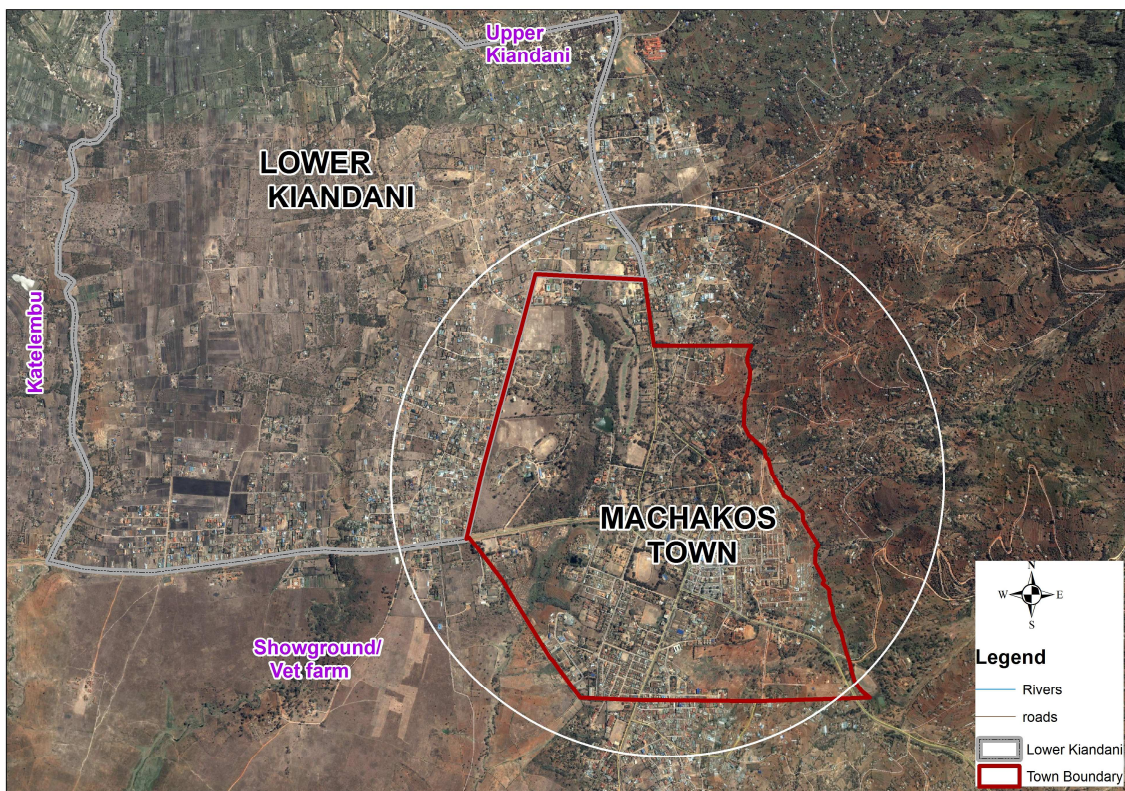 Upper
Kiandani
LOWER
KIANDANI
Katelembu
MACHAKOS
TOWN
Showground/
Vet farm
N
W E
S
Legend
Rivers
roads
Lower Kiandani
Town Boundary